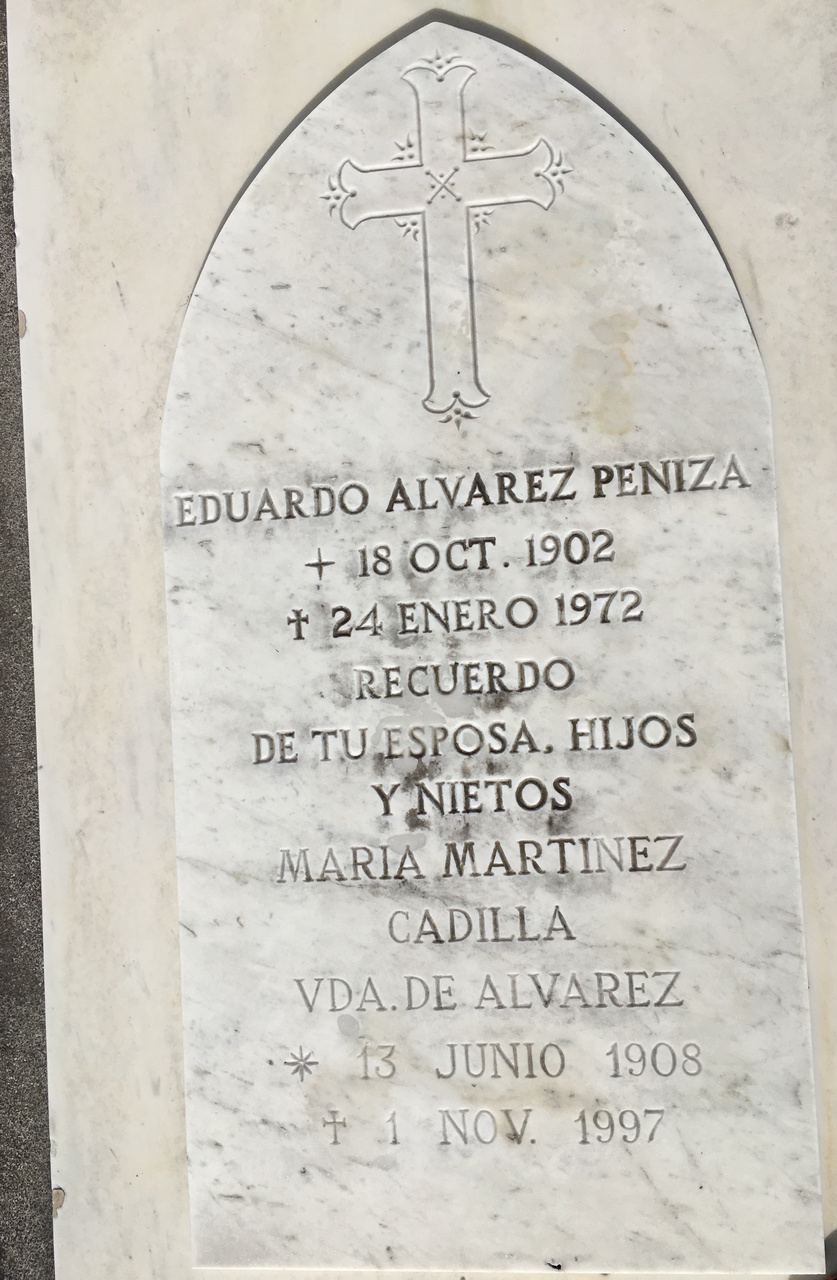 EDUARDO ALVAREZ PENIZA
+ 18 OCT. 1902
✝ 24 ENERO 1972
RECUERDO
DE TU ESPOSA, HIJOS
Y NIETOS
MARIA MARTINEZ
CADILLA
VDA. DE ALVAREZ
✳ 13 JUNIO 1908
✝ 1 NOV. 1997